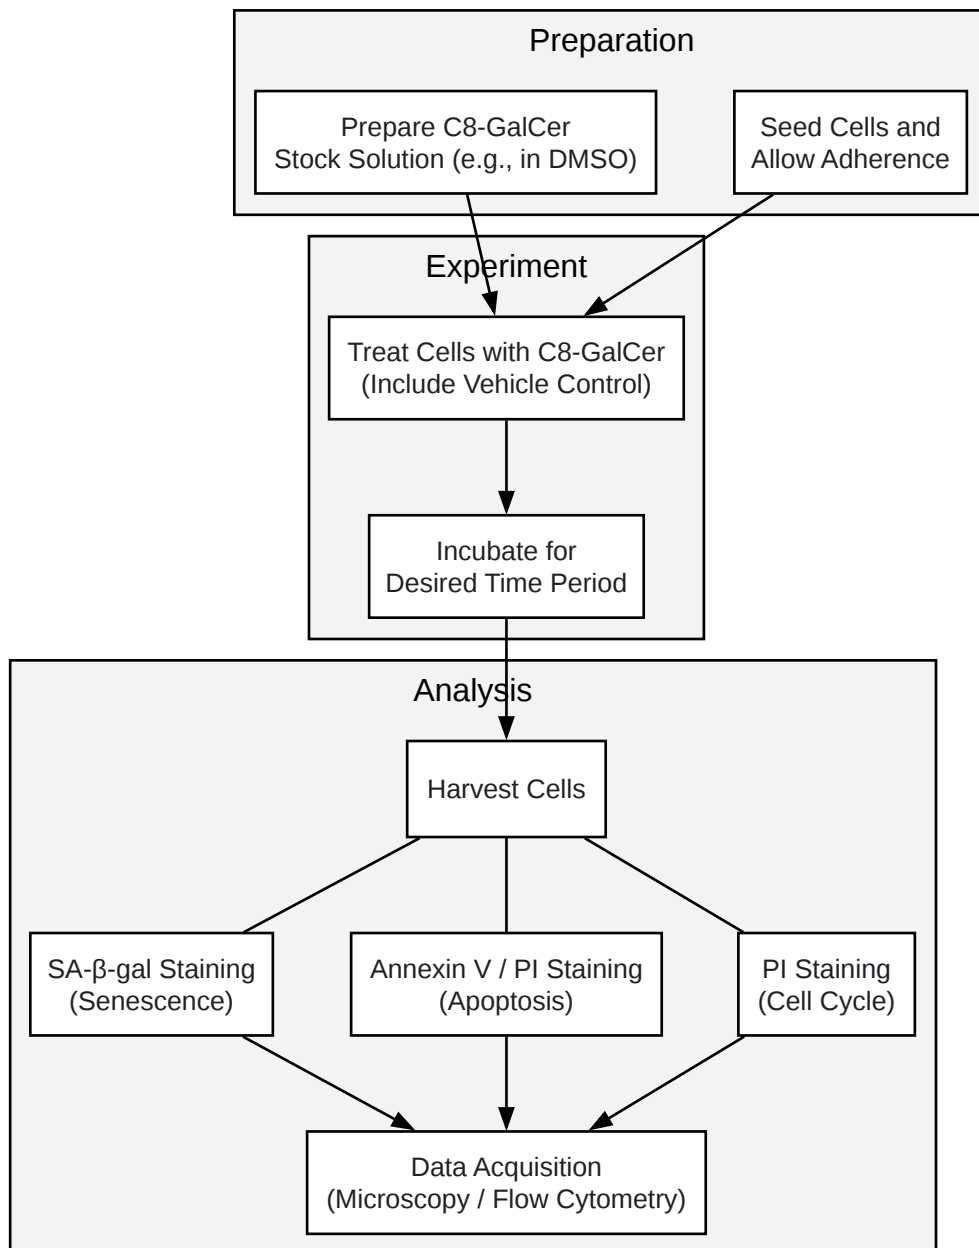 Preparation
Prepare C8-GalCer
Stock Solution (e.g., in DMSO)
Seed Cells and
Allow Adherence
Experiment
Treat Cells with C8-GalCer
(Include Vehicle Control)
Incubate for
Desired Time Period
Analysis
Harvest Cells
SA-β-gal Staining
(Senescence)
Annexin V / PI Staining
(Apoptosis)
PI Staining
(Cell Cycle)
Data Acquisition
(Microscopy / Flow Cytometry)